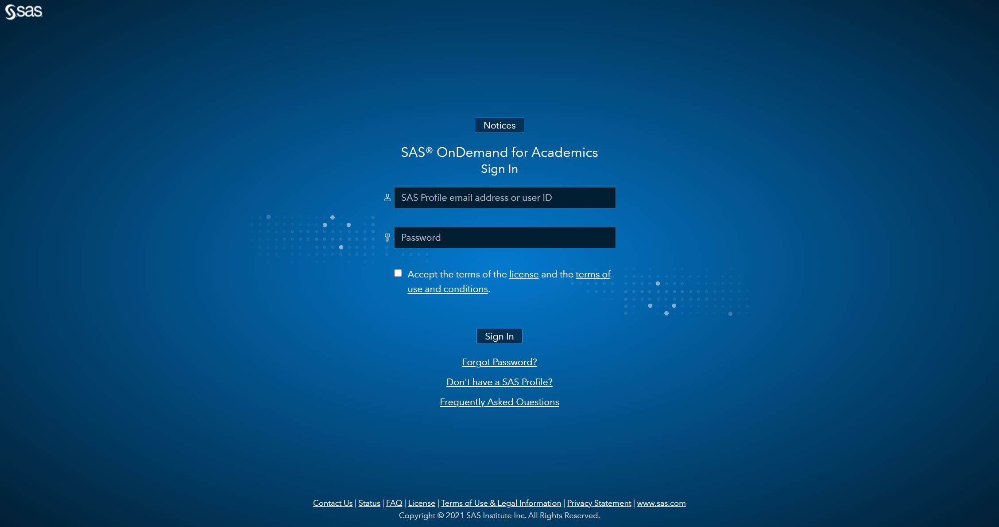 sas
Notices
SAS® OnDemand for Academics
Sign In
SAS Profile email address or user ID
Password
Accept the terms of the license and the terms of
use and conditions.
Sign In
Forgot Password?
Don't have a SAS Profile?
Frequently Asked Questions
Contact Us | Status | FAQ | License | Terms of Use & Legal Information | Privacy Statement | www.sas.com
Copyright © 2021 SAS Institute Inc. All Rights Reserved.